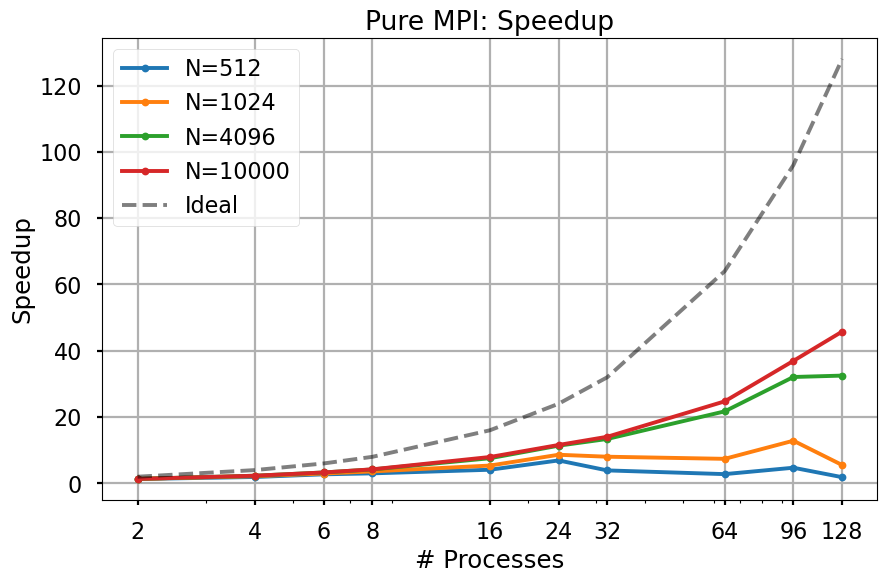 Pure MPI: Speedup
N=512
N=1024
N=4096
N=10000
Ideal
Speedup
120
100
80
60
40
20
0
2 4 6 8 16 24 32 64 96 128
# Processes